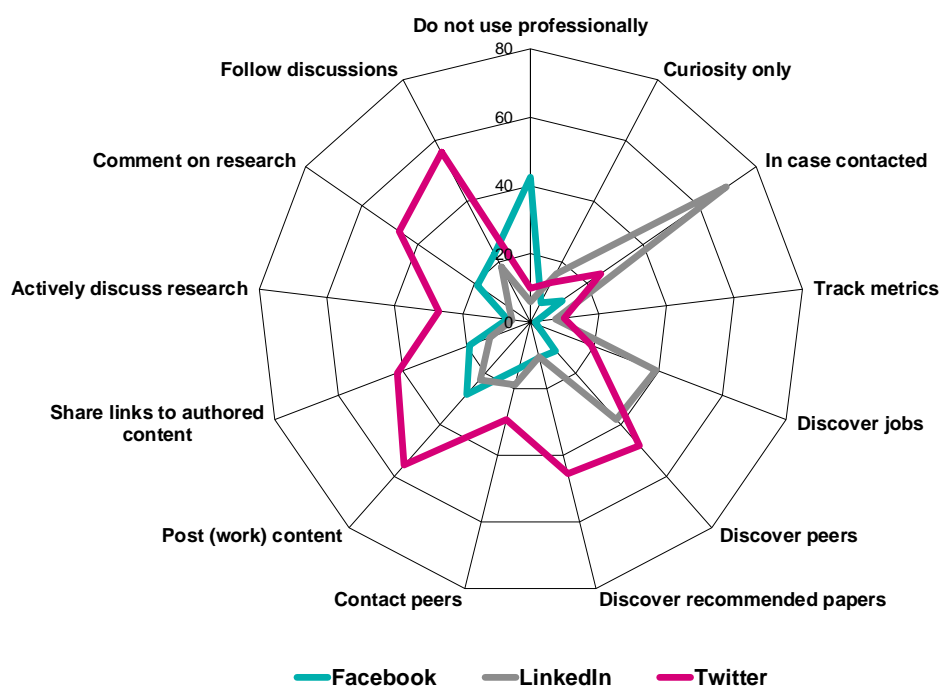 Do not use professionally
80
Follow discussions
Curiosity only
60
Comment on research
In case contacted
40
20
Actively discuss research
Track metrics
0
Share links to authored
content
Discover jobs
Post (work) content
Discover peers
Contact peers
Discover recommended papers
Facebook
LinkedIn
Twitter